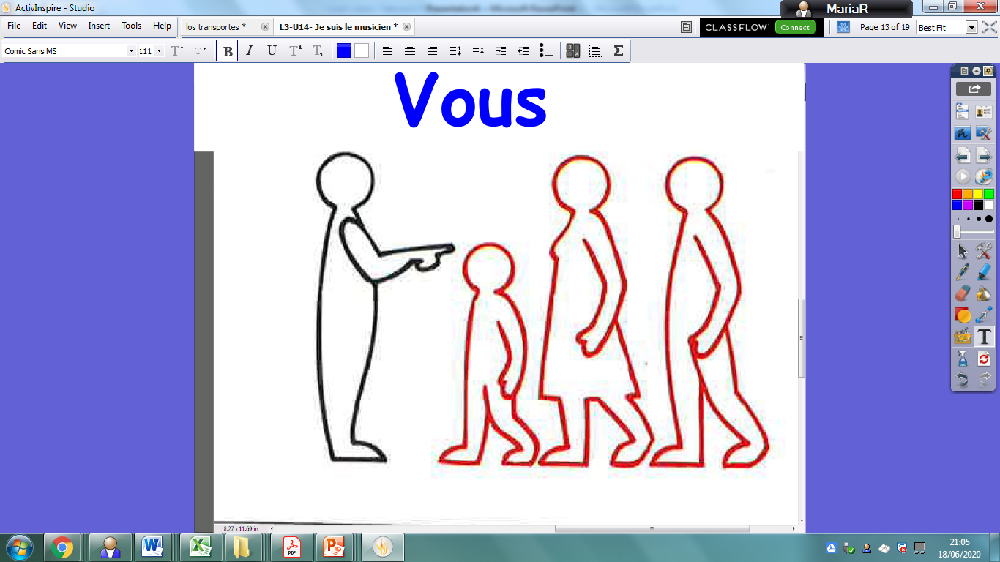 ActivInspire - Studio
MariaR
File Edit View Insert Tools Help
los transportes *
L3-U14- Je suis le musicien *
CLASSFLOW Connect
Page 13 of 19
Best Fit
Comic Sans MS
111
B I U T T
Vous
8.27 x 11.69 in
21:05
18/06/2020